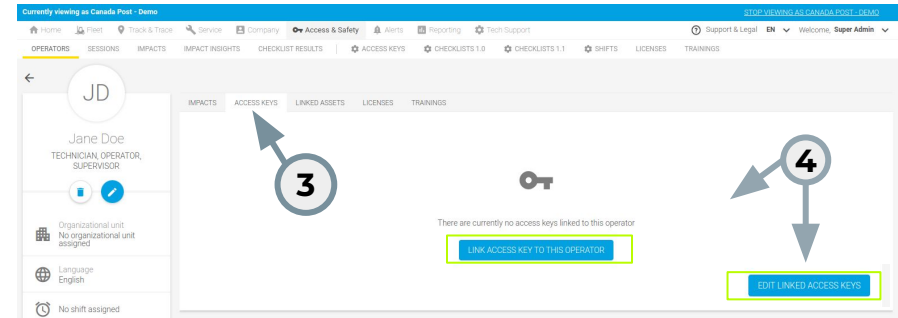 Currently viewing as Canada Post - Demo
STOP VIEWING AS CANADA POST - DEMO
Home Fleet Track & Trace Service Company Access & Safety Alerts Reporting Tech Support
Support & Legal EN Welcome, Super Admin
OPERATORS SESSIONS IMPACTS IMPACT INSIGHTS CHECKLIST RESULTS ACCESS KEYS CHECKLISTS 1.0 CHECKLISTS 1.1 SHIFTS LICENSES TRAININGS
JD
Jane Doe
TECHNICIAN, OPERATOR,
SUPERVISOR
Organizational unit
No organizational unit
assigned
Language
English
No shift assigned
IMPACTS ACCESS KEYS LINKED ASSETS LICENSES TRAININGS
3
4
There are currently no access keys linked to this operator
LINK ACCESS KEY TO THIS OPERATOR
EDIT LINKED ACCESS KEYS